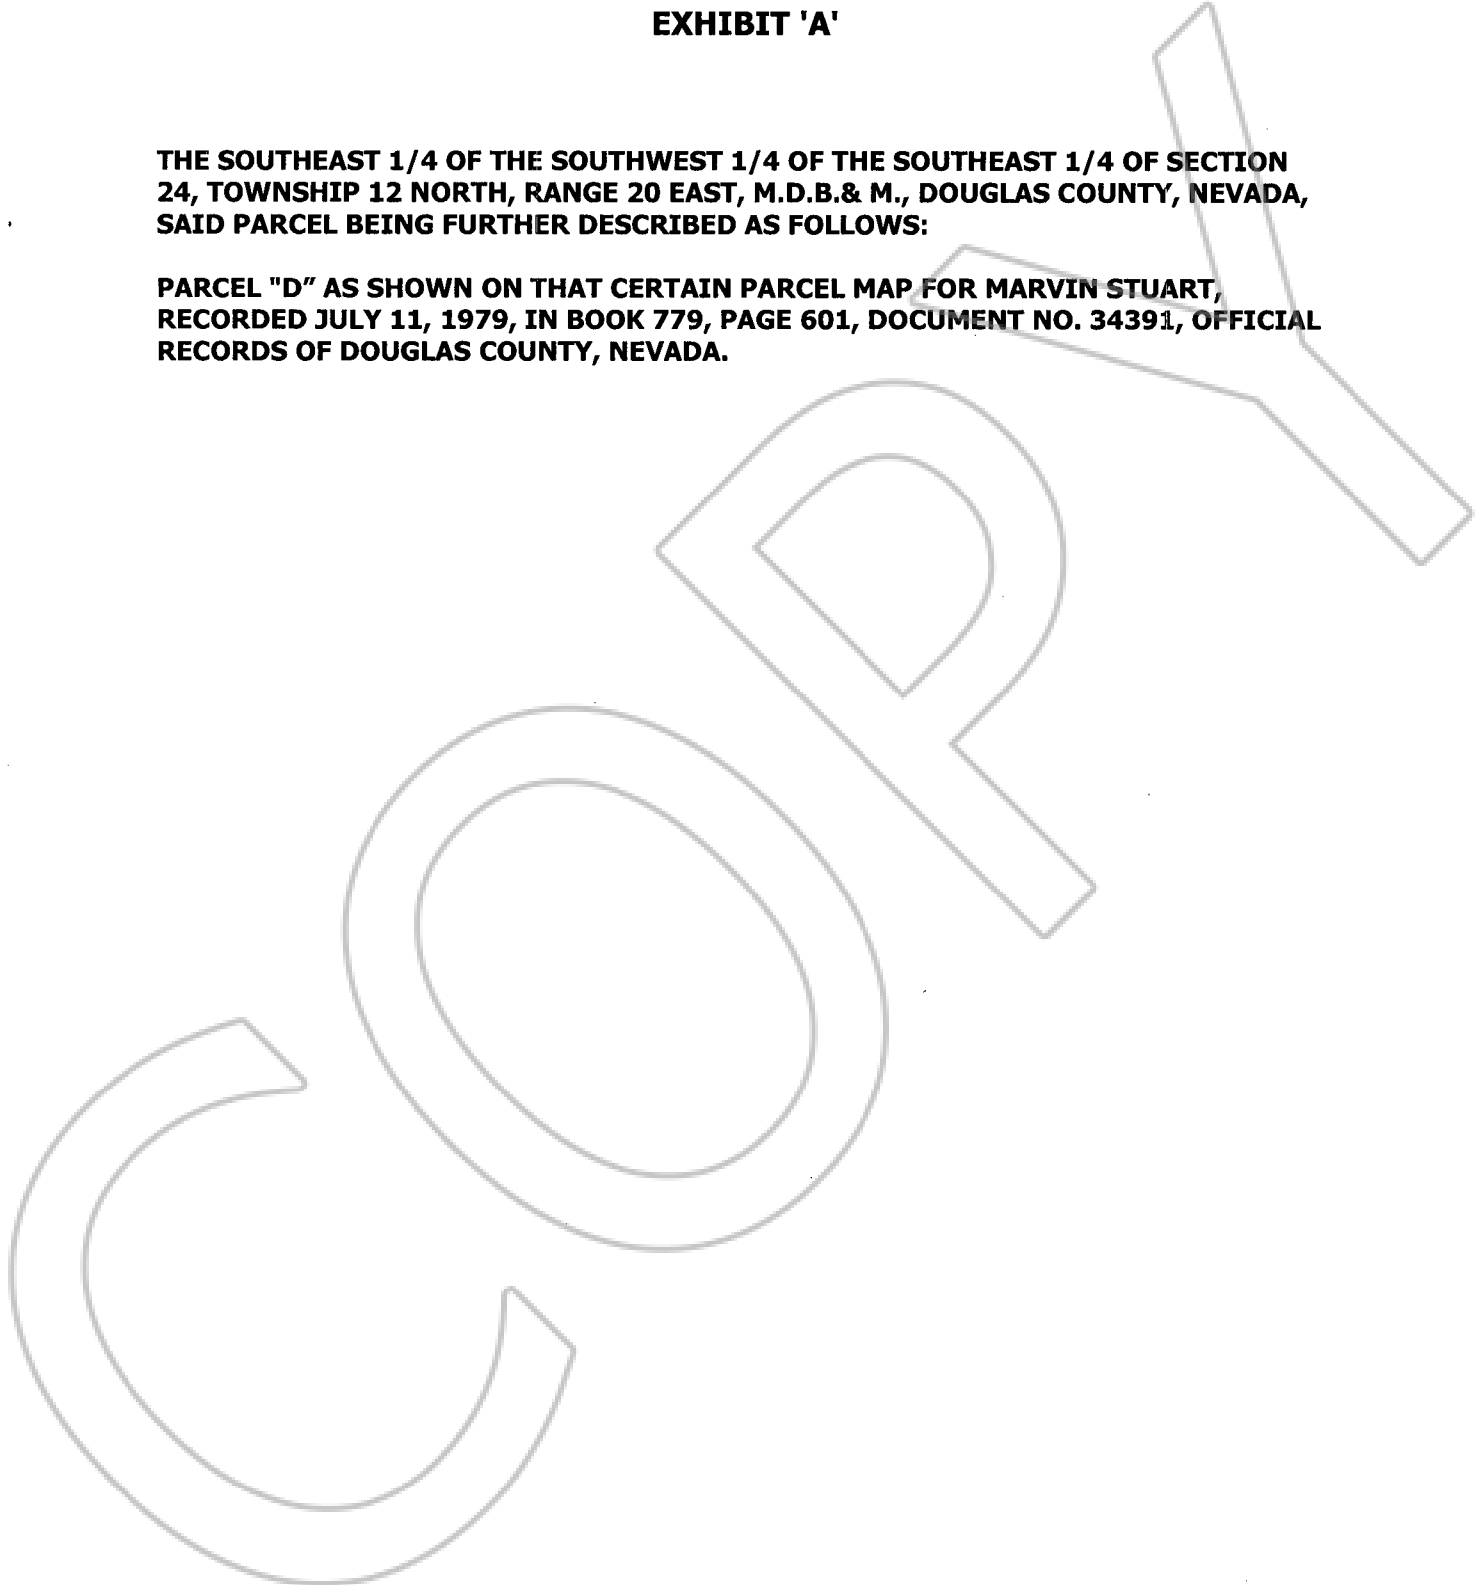 EXHIBIT 'A'
THE SOUTHEAST 1/4 OF THE SOUTHWEST 1/4 OF THE SOUTHEAST 1/4 OF SECTION
24, TOWNSHIP 12 NORTH, RANGE 20 EAST, M.D.B.& M., DOUGLAS COUNTY, NEVADA,
SAID PARCEL BEING FURTHER DESCRIBED AS FOLLOWS:
PARCEL "D” AS SHOWN ON THAT CERTAIN PARCEL MAP FOR MARVIN STUART,
RECORDED JULY 11, 1979, IN BOOK 779, PAGE 601, DOCUMENT NO. 34391, OFFICIAL
RECORDS OF DOUGLAS COUNTY, NEVADA.
COPY